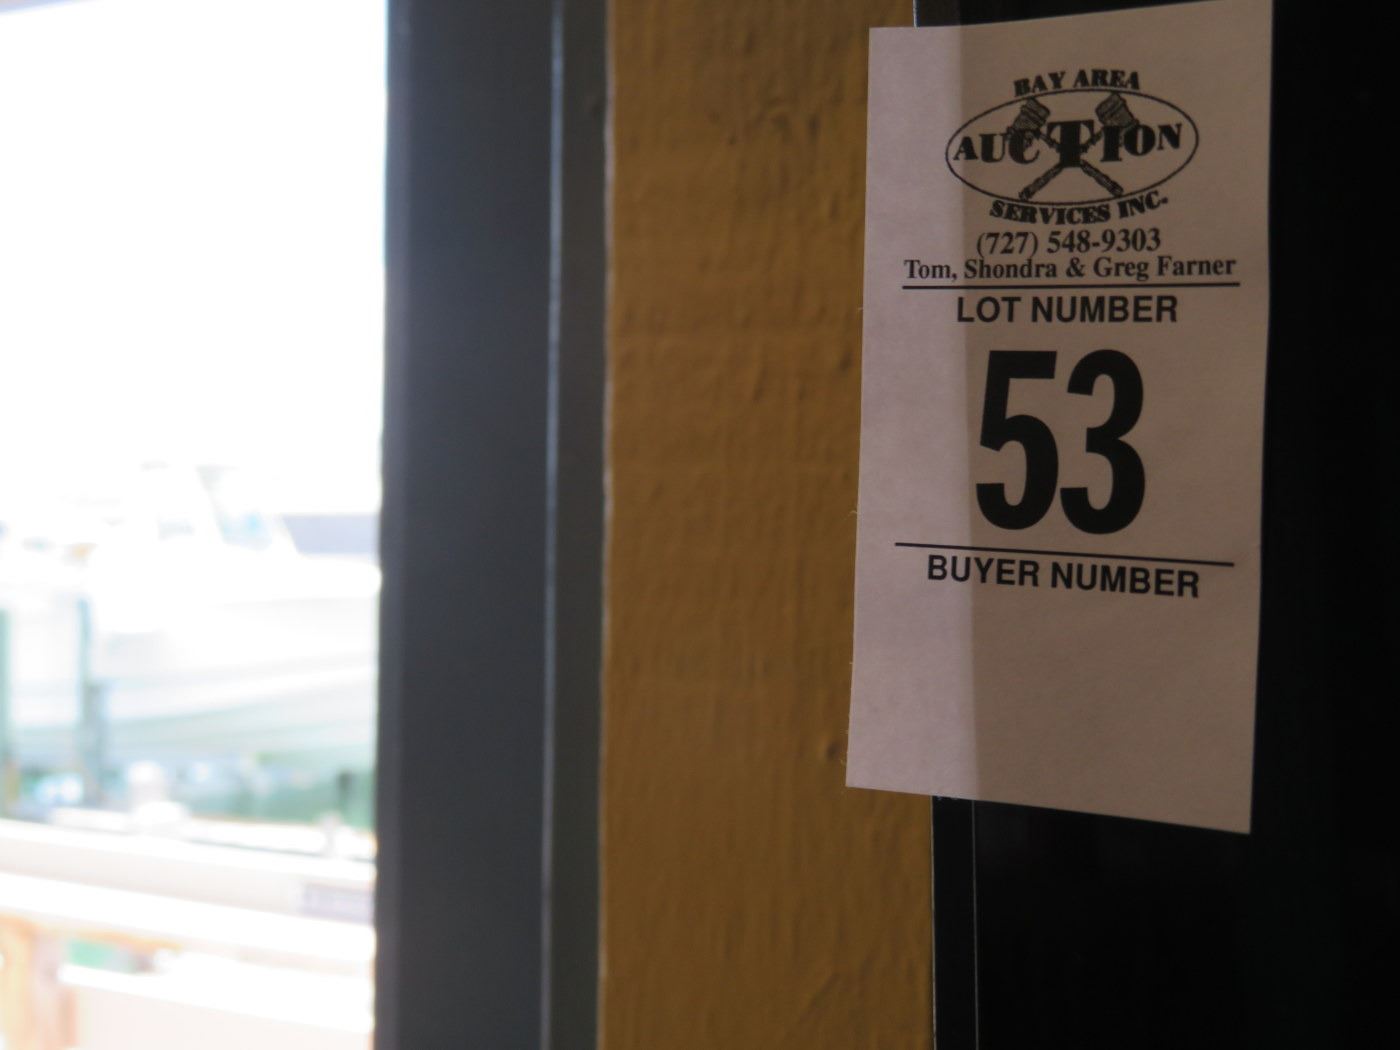 BAY AREA
AUCTION
SERVICES INC.
(727) 548-9303
Tom, Shondra & Greg Farner
LOT NUMBER
53
BUYER NUMBER